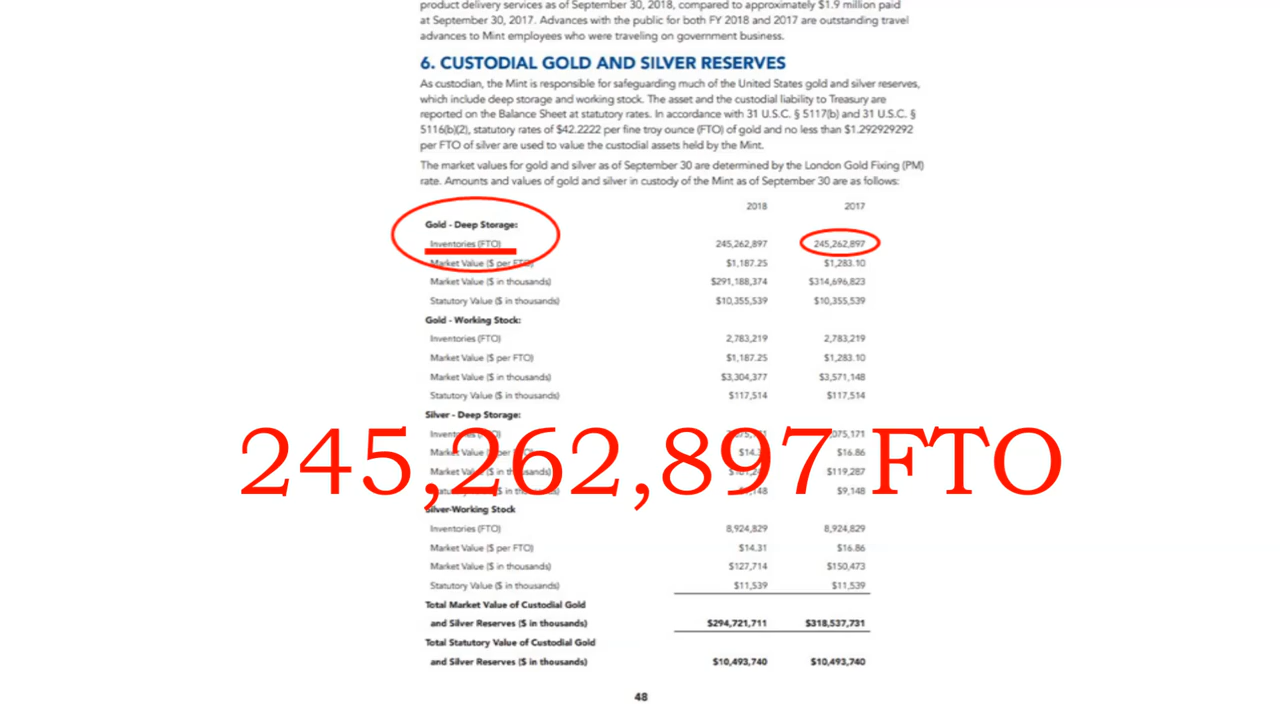 product delivery services as of September 30, 2018, compared to approximately $1.9 million paid
at September 30, 2017. Advances with the public for both FY 2018 and 2017 are outstanding travel
advances to Mint employees who were traveling on government business.
6. CUSTODIAL GOLD AND SILVER RESERVES
As custodian, the Mint is responsible for safeguarding much of the United States gold and silver reserves,
which include deep storage and working stock. The asset and the custodial liability to Treasury are
reported on the Balance Sheet at statutory rates. In accordance with 31 U.S.C. § 5117(b) and 31 U.S.C. §
5116(b)(2), statutory rates of $42.2222 per fine troy ounce (FTO) of gold and no less than $1.292929292
per FTO of silver are used to value the custodial assets held by the Mint.
The market values for gold and silver as of September 30 are determined by the London Gold Fixing (PM)
rate. Amounts and values of gold and silver in custody of the Mint as of September 30 are as follows:
2018 2017
Gold - Deep Storage:
Inventories (FTO) 245,262,897 245,262,897
Market Value ($ per FTO) $1,187.25 $1,283.10
Market Value ($ in thousands) $291,188,374 $314,696,823
Statutory Value ($ in thousands) $10,355,539 $10,355,539
Gold - Working Stock:
Inventories (FTO) 2,783,219 2,783,219
Market Value ($ per FTO) $1,187.25 $1,283.10
Market Value ($ in thousands) $3,304,377 $3,571,148
Statutory Value ($ in thousands) $117,514 $117,514
Silver - Deep Storage:
245,262,897 FTO
$16.86
$119,287
$9,148
Silver-Working Stock
Inventories (FTO) 8,924,829 8,924,829
Market Value ($ per FTO) $14.31 $16.86
Market Value ($ in thousands) $127,714 $150,473
Statutory Value ($ in thousands) $11,539 $11,539
Total Market Value of Custodial Gold
and Silver Reserves ($ in thousands) $294,721,711 $318,537,731
Total Statutory Value of Custodial Gold
and Silver Reserves ($ in thousands) $10,493,740 $10,493,740
48